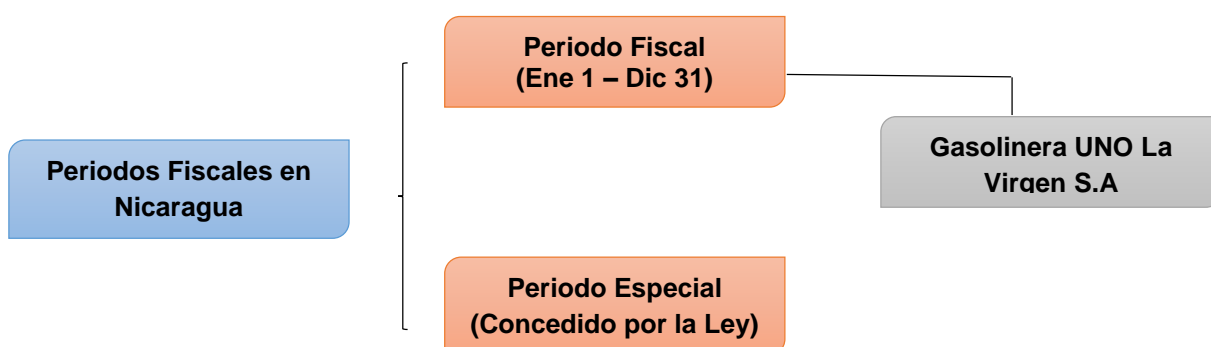 Periodo Fiscal
(Ene 1 – Dic 31)
Gasolinera UNO La
Virgen S.A
Periodos Fiscales en
Nicaragua
Periodo Especial
(Concedido por la Ley)